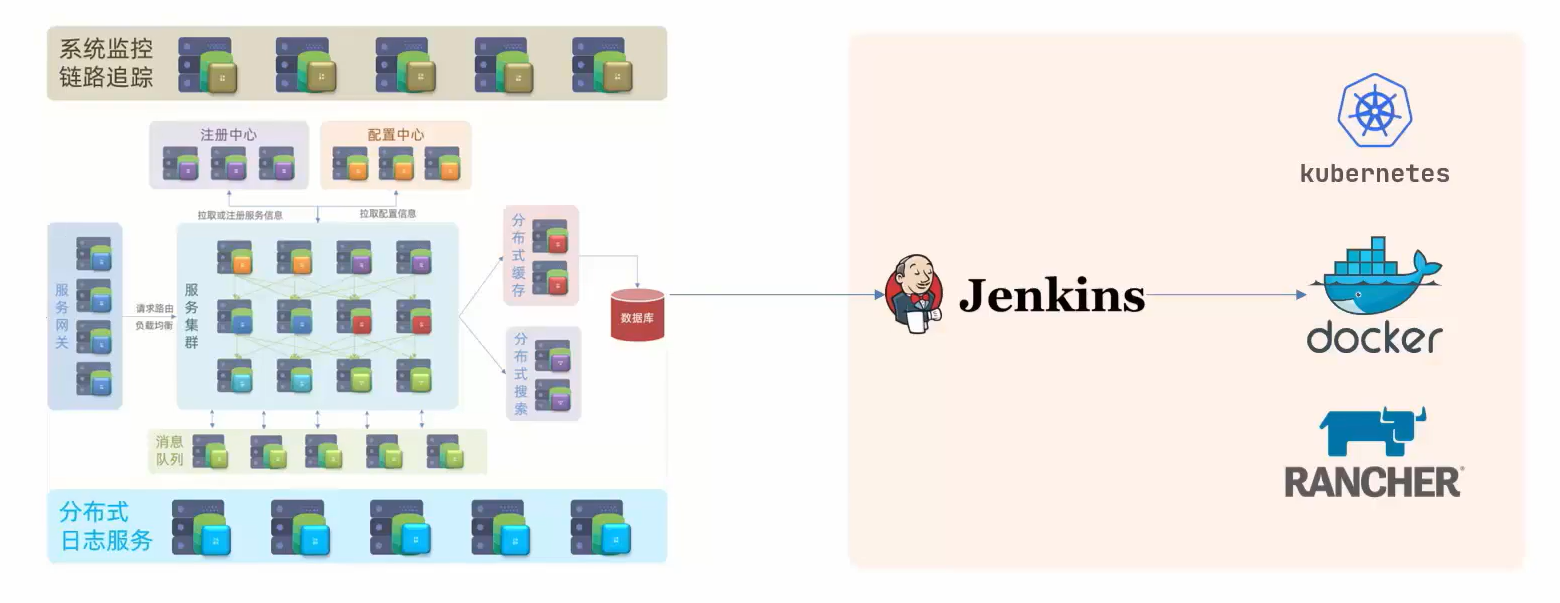 系统监控
链路追踪
注册中心
配置中心
拉取或注册服务信息
拉取配置信息
服务网关
请求路由
负载均衡
服务集群
分布式缓存
数据库
分布式搜索
消息
队列
分布式
日志服务
Jenkins
kubernetes
docker
RANCHER®